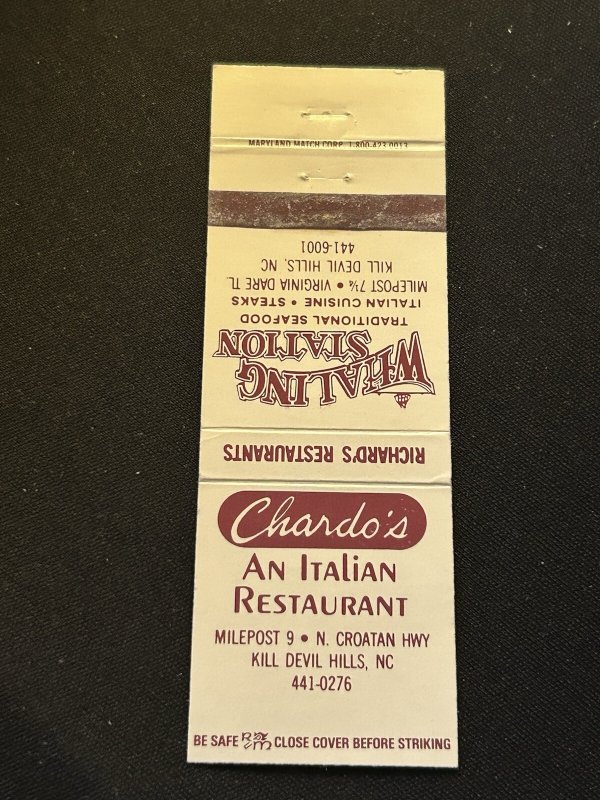 MARYLAND MATCH CORP. 1-800-423-0013
WHALING
STATION
TRADITIONAL SEAFOOD
ITALIAN CUISINE • STEAKS
MILEPOST 7¼ • VIRGINIA DARE TL.
KILL DEVIL HILLS, NC
441-6001
RICHARD'S RESTAURANTS
Chardo's
AN ITALIAN
RESTAURANT
MILEPOST 9 • N. CROATAN HWY
KILL DEVIL HILLS, NC
441-0276
BE SAFE CLOSE COVER BEFORE STRIKING